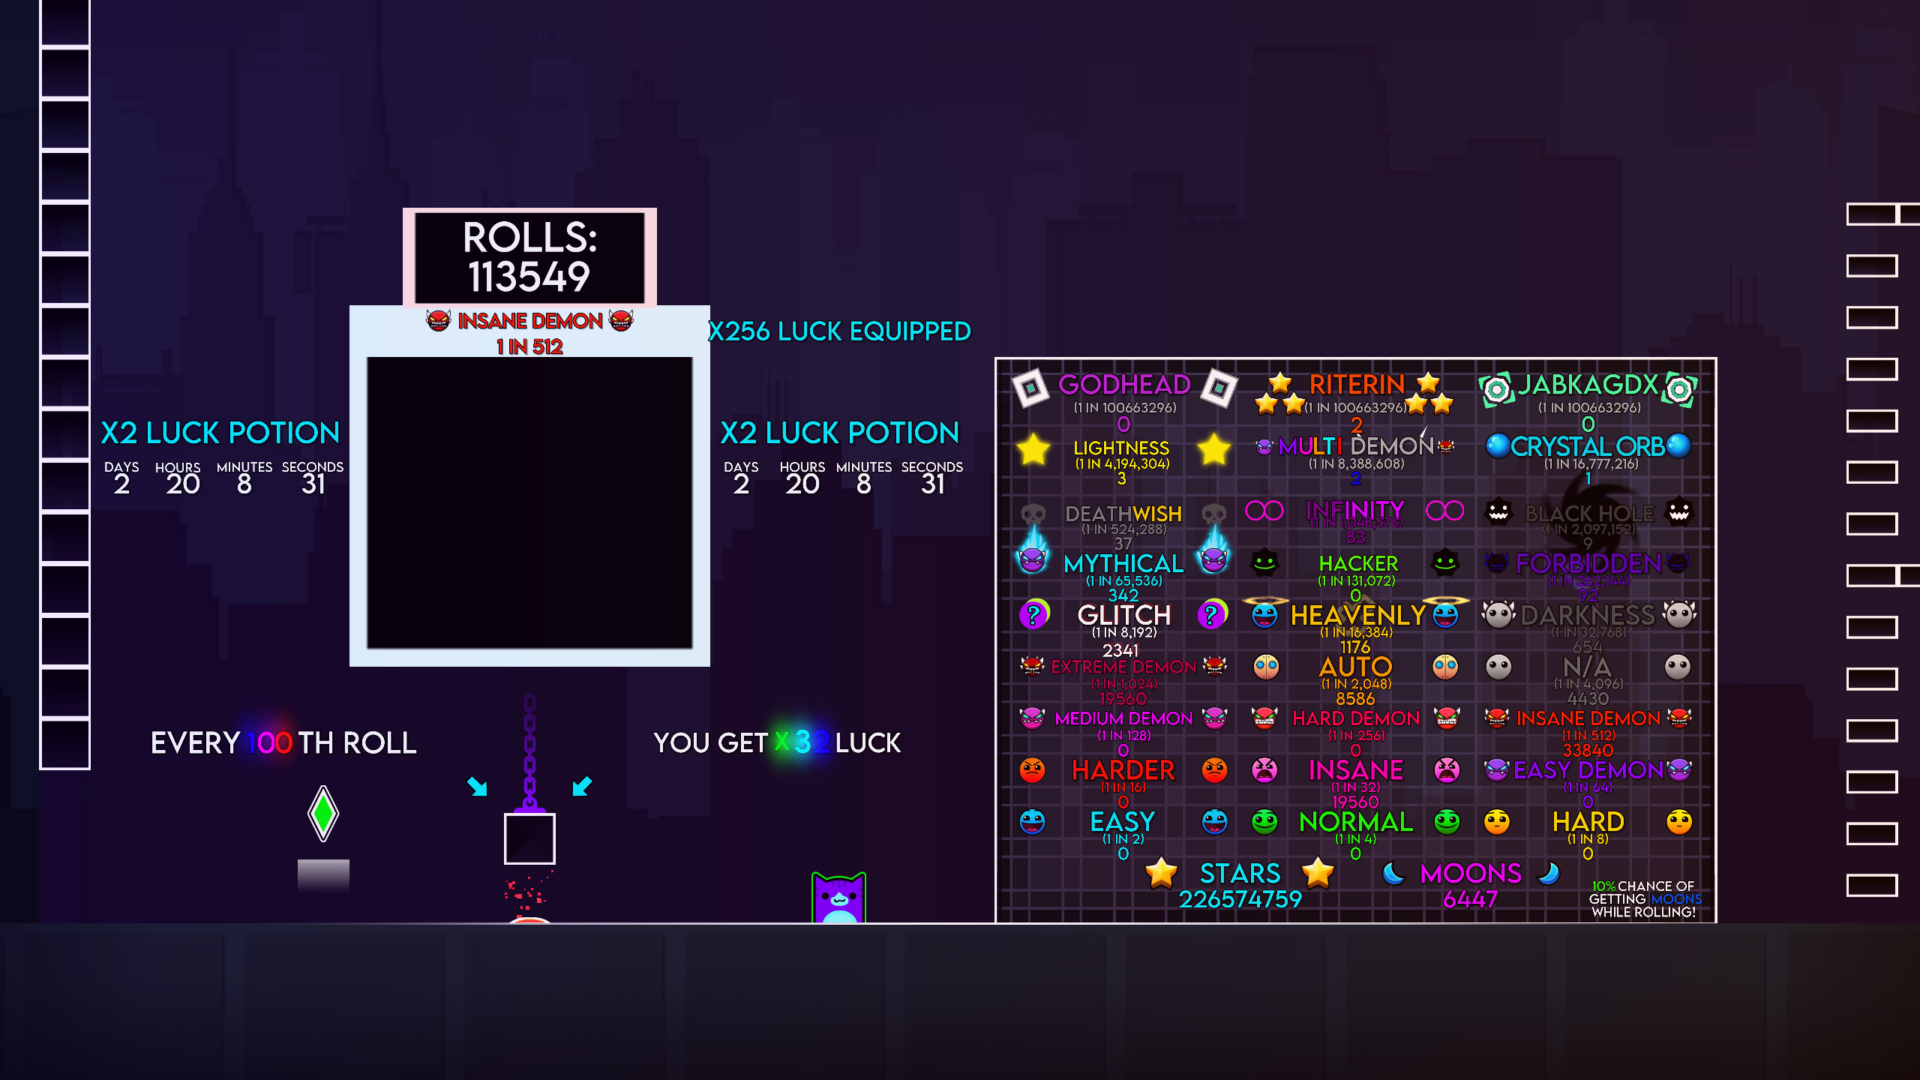 ROLLS:
113549
INSANE DEMON
1 IN 512
X256 LUCK EQUIPPED
X2 LUCK POTION
DAYS HOURS MINUTES SECONDS
2 20 8 31
X2 LUCK POTION
DAYS HOURS MINUTES SECONDS
2 20 8 31
EVERY 100 TH ROLL
YOU GET X32 LUCK
GODHEAD
(1 IN 100663296)
0
RITERIN
(1 IN 100663296)
2
JABKAGDX
(1 IN 100663296)
0
LIGHTNESS
(1 IN 4,194,304)
3
MULTI DEMON
(1 IN 8,388,608)
2
CRYSTAL ORB
(1 IN 16,777,216)
1
DEATHWISH
(1 IN 524,288)
37
INFINITY
(1 IN 1,048,576)
83
BLACK HOLE
(1 IN 2,097,152)
9
MYTHICAL
(1 IN 65,536)
342
HACKER
(1 IN 131,072)
0
FORBIDDEN
(1 IN 262,144)
92
GLITCH
(1 IN 8,192)
2341
HEAVENLY
(1 IN 16,384)
1176
DARKNESS
(1 IN 32,768)
654
EXTREME DEMON
(1 IN 1,024)
19560
AUTO
(1 IN 2,048)
8586
N/A
(1 IN 4,096)
4430
MEDIUM DEMON
(1 IN 128)
0
HARD DEMON
(1 IN 256)
0
INSANE DEMON
(1 IN 512)
33840
HARDER
(1 IN 16)
0
INSANE
(1 IN 32)
19560
EASY DEMON
(1 IN 64)
0
EASY
(1 IN 2)
0
NORMAL
(1 IN 4)
0
HARD
(1 IN 8)
0
STARS
226574759
MOONS
6447
10% CHANCE OF
GETTING MOONS
WHILE ROLLING!